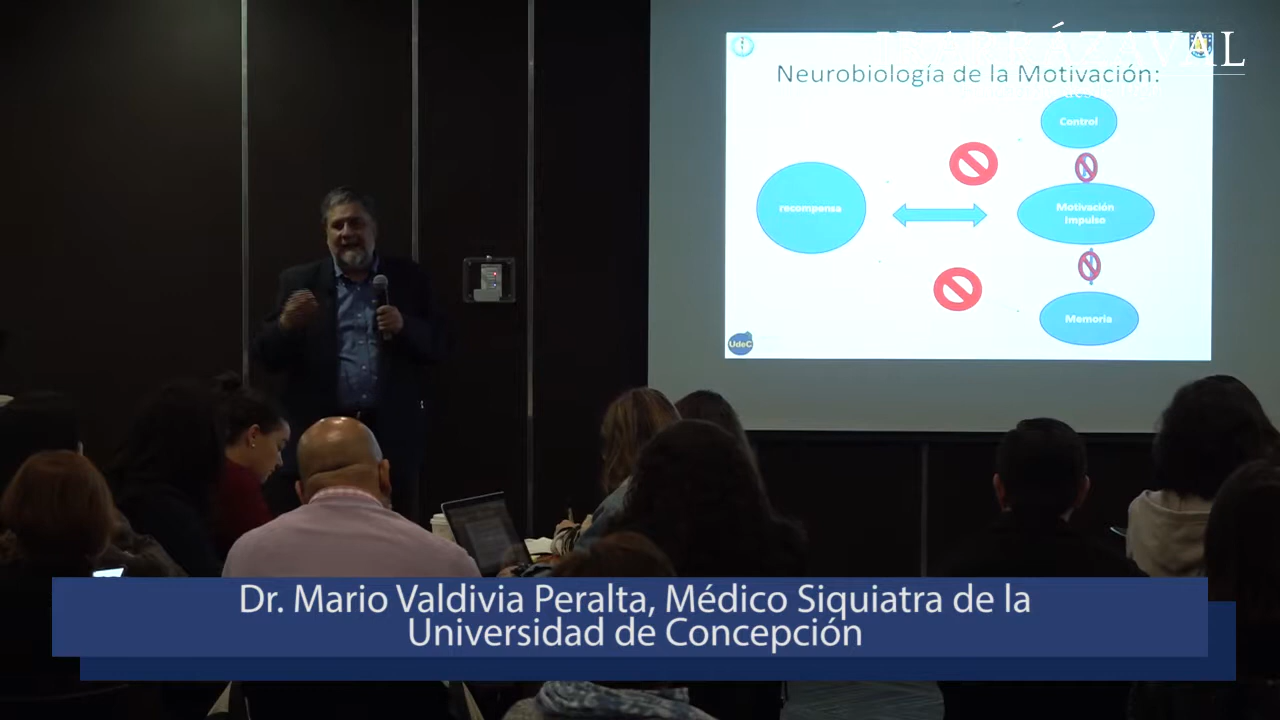 Neurobiología de la Motivación:
Control
recompensa
Motivación
impulso
Memoria
UdeC
Dr. Mario Valdivia Peralta, Médico Siquiatra de la
Universidad de Concepción